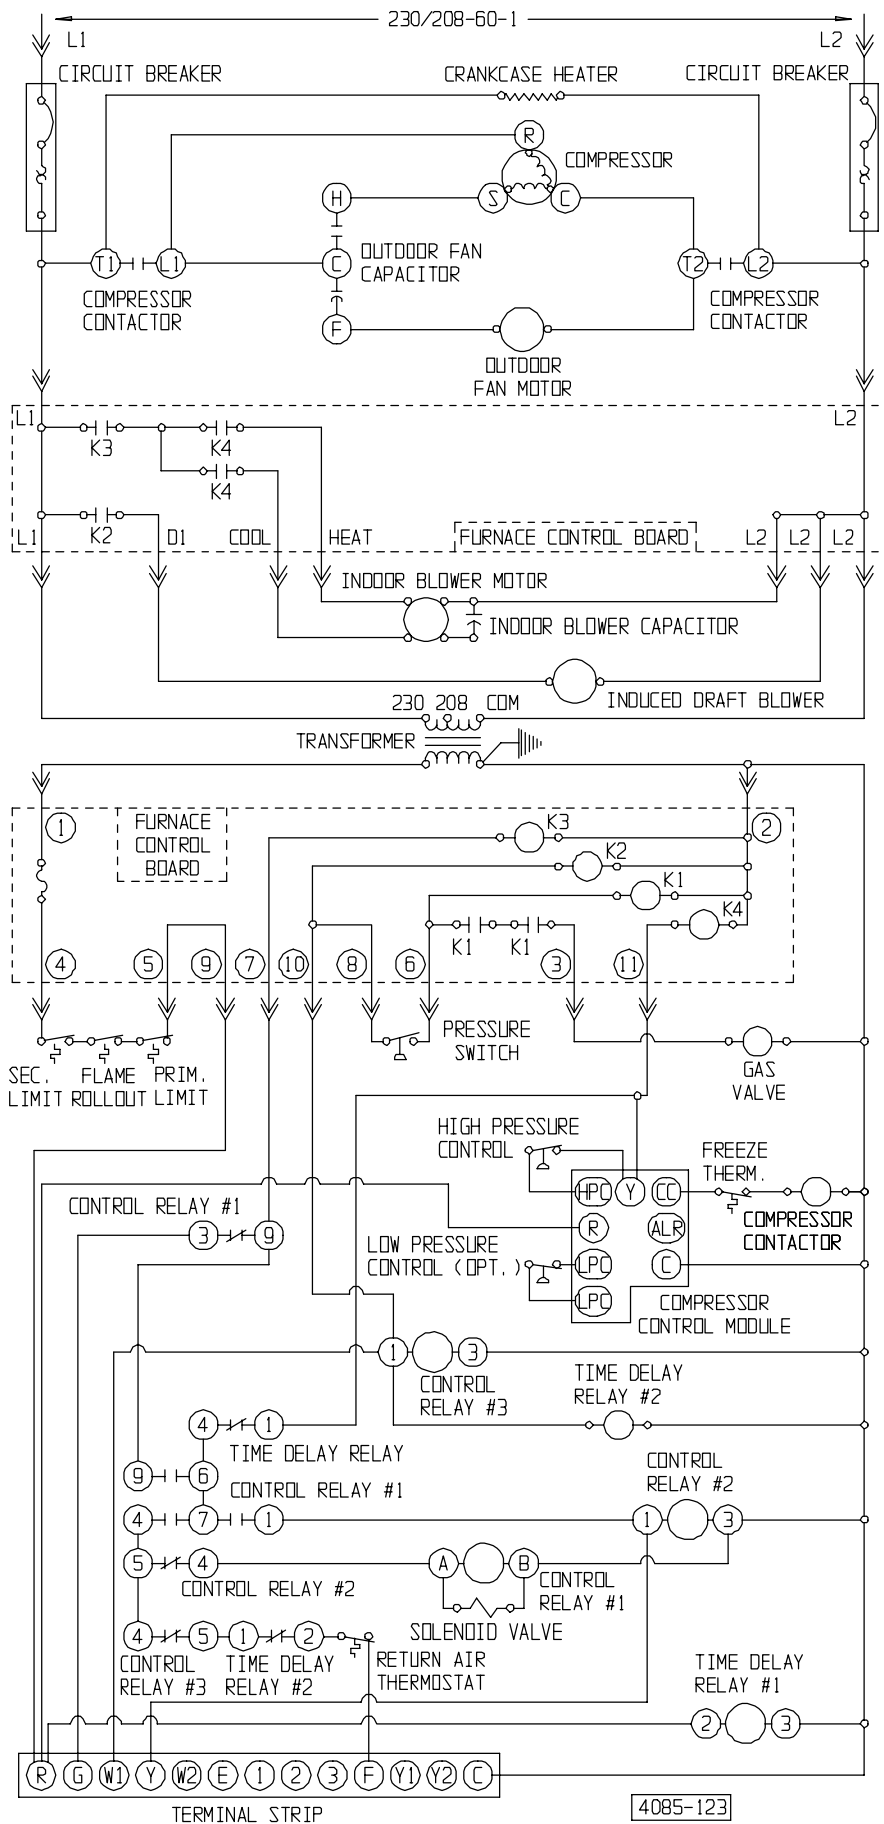 230/208-60-1
L1
L2
CIRCUIT BREAKER
CRANKCASE HEATER
CIRCUIT BREAKER
R
COMPRESSOR
H
S
C
T1
L1
C
OUTDOOR FAN
CAPACITOR
T2
L2
COMPRESSOR
CONTACTOR
COMPRESSOR
CONTACTOR
F
OUTDOOR
FAN MOTOR
L1
L2
K3
K4
K4
K2
L1
D1
COOL
HEAT
FURNACE CONTROL BOARD
L2
L2
L2
INDOOR BLOWER MOTOR
INDOOR BLOWER CAPACITOR
INDUCED DRAFT BLOWER
230 208 COM
TRANSFORMER
1
FURNACE
CONTROL
BOARD
K3
2
K2
K1
K4
K1
K1
4
5
9
7
10
8
6
3
11
PRESSURE
SWITCH
SEC.
LIMIT
FLAME
ROLLOUT
PRIM.
LIMIT
GAS
VALVE
HIGH PRESSURE
CONTROL
FREEZE
THERM.
HPC
Y
CC
CONTROL RELAY #1
COMPRESSOR
CONTACTOR
3
9
R
ALR
LOW PRESSURE
CONTROL (OPT.)
LPC
C
LPC
COMPRESSOR
CONTROL MODULE
1
3
CONTROL
RELAY #3
TIME DELAY
RELAY #2
4
1
TIME DELAY RELAY
9
6
CONTROL RELAY #1
CONTROL
RELAY #2
4
7
1
1
3
5
4
A
B
CONTROL RELAY #2
CONTROL
RELAY #1
SOLENOID VALVE
4
5
1
2
CONTROL
RELAY #3
TIME DELAY
RELAY #2
RETURN AIR
THERMOSTAT
TIME DELAY
RELAY #1
2
3
R
G
W1
Y
W2
E
1
2
3
F
Y1
Y2
C
TERMINAL STRIP
4085-123